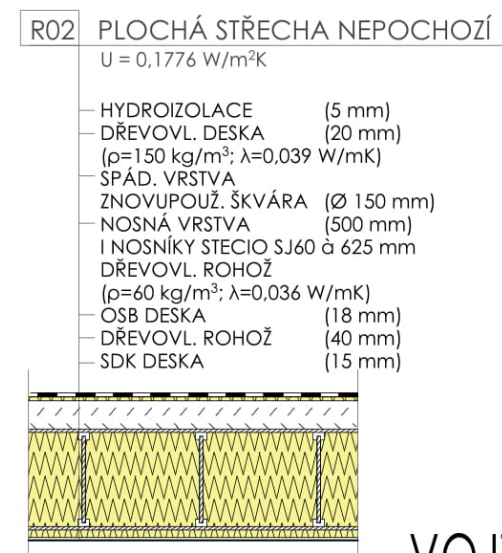 R02 PLOCHÁ STŘECHA NEPOCHOZÍ
U = 0,1776 W/m²K
HYDROIZOLACE (5 mm)
DŘEVOVL. DESKA (20 mm)
(ρ=150 kg/m³; λ=0,039 W/mK)
SPÁD. VRSTVA
ZNOVUPOUŽ. ŠKVÁRA (Ø 150 mm)
NOSNÁ VRSTVA (500 mm)
I NOSNÍKY STECIO SJ60 à 625 mm
DŘEVOVL. ROHOŽ
(ρ=60 kg/m³; λ=0,036 W/mK)
OSB DESKA (18 mm)
DŘEVOVL. ROHOŽ (40 mm)
SDK DESKA (15 mm)